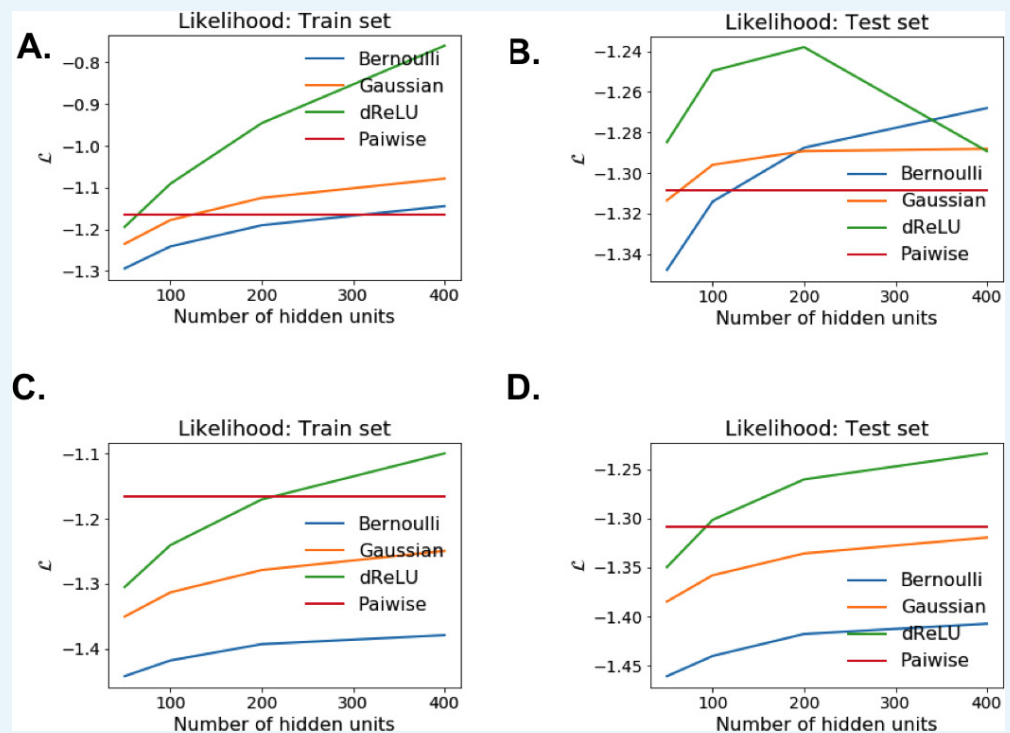 A.
Likelihood: Train set
−0.8
−0.9
−1.0
−1.1
−1.2
−1.3
ℒ
Bernoulli
Gaussian
dReLU
Paiwise
100 200 300 400
Number of hidden units
B.
Likelihood: Test set
−1.24
−1.26
−1.28
−1.30
−1.32
−1.34
ℒ
Bernoulli
Gaussian
dReLU
Paiwise
100 200 300 400
Number of hidden units
C.
Likelihood: Train set
−1.1
−1.2
−1.3
−1.4
ℒ
Bernoulli
Gaussian
dReLU
Paiwise
100 200 300 400
Number of hidden units
D.
Likelihood: Test set
−1.25
−1.30
−1.35
−1.40
−1.45
ℒ
Bernoulli
Gaussian
dReLU
Paiwise
100 200 300 400
Number of hidden units